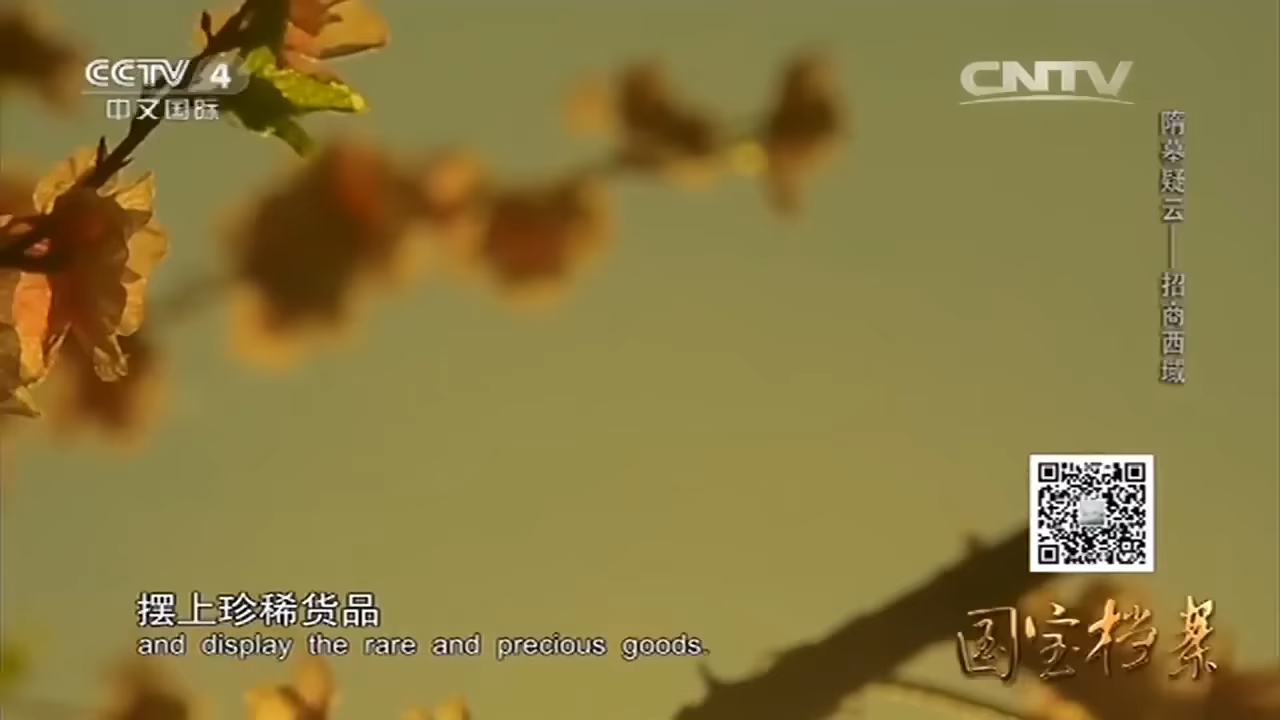 CCTV 4
中文国际
CNTV
隋墓疑云——招商西域
摆上珍稀货品
and display the rare and precious goods.
国宝档案